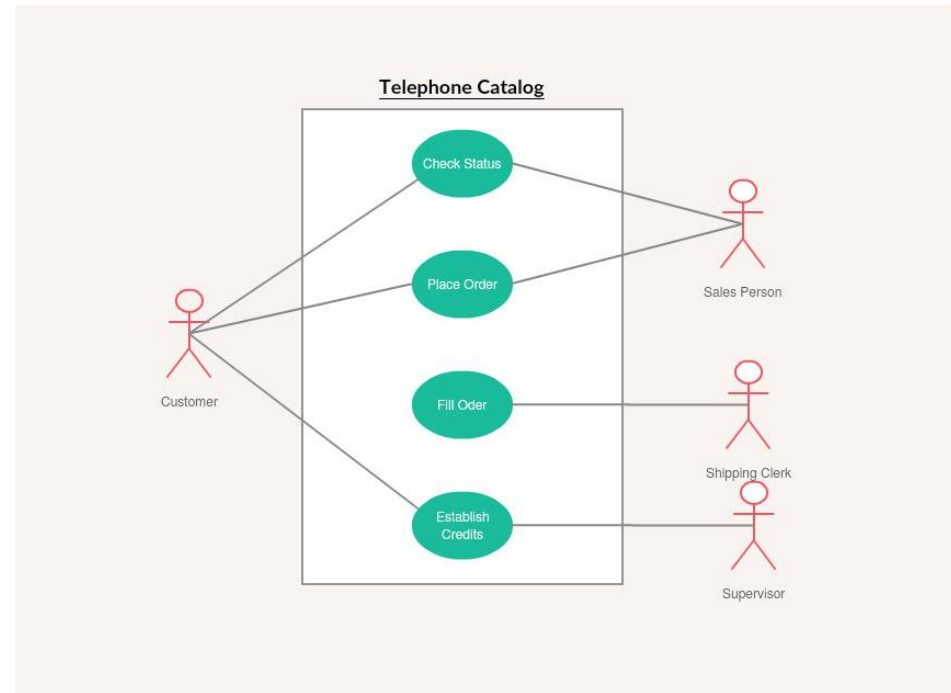 Telephone Catalog
Check Status
Place Order
Sales Person
Customer
Fill Oder
Shipping Clerk
Establish
Credits
Supervisor